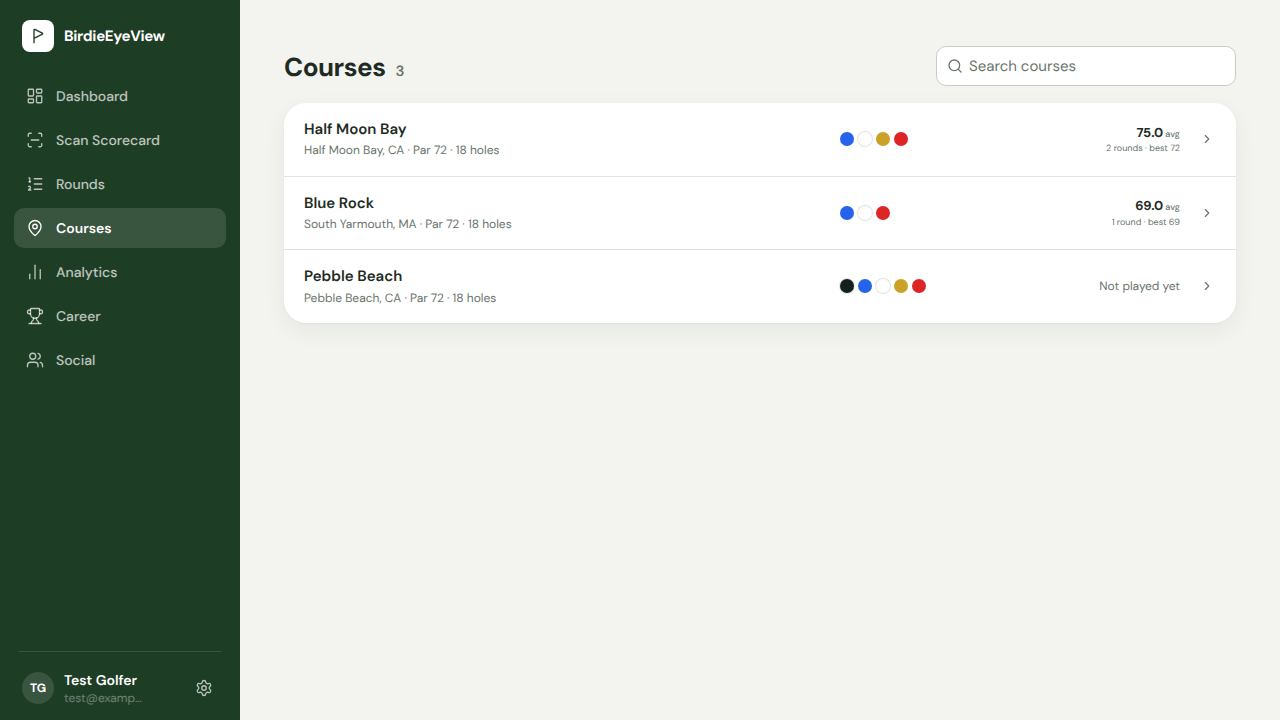 BirdieEyeView
Dashboard
Scan Scorecard
Rounds
Courses
Analytics
Career
Social
TG
Test Golfer
test@examp...
Courses 3
Search courses
Half Moon Bay
Half Moon Bay, CA · Par 72 · 18 holes
75.0 avg
2 rounds · best 72
Blue Rock
South Yarmouth, MA · Par 72 · 18 holes
69.0 avg
1 round · best 69
Pebble Beach
Pebble Beach, CA · Par 72 · 18 holes
Not played yet